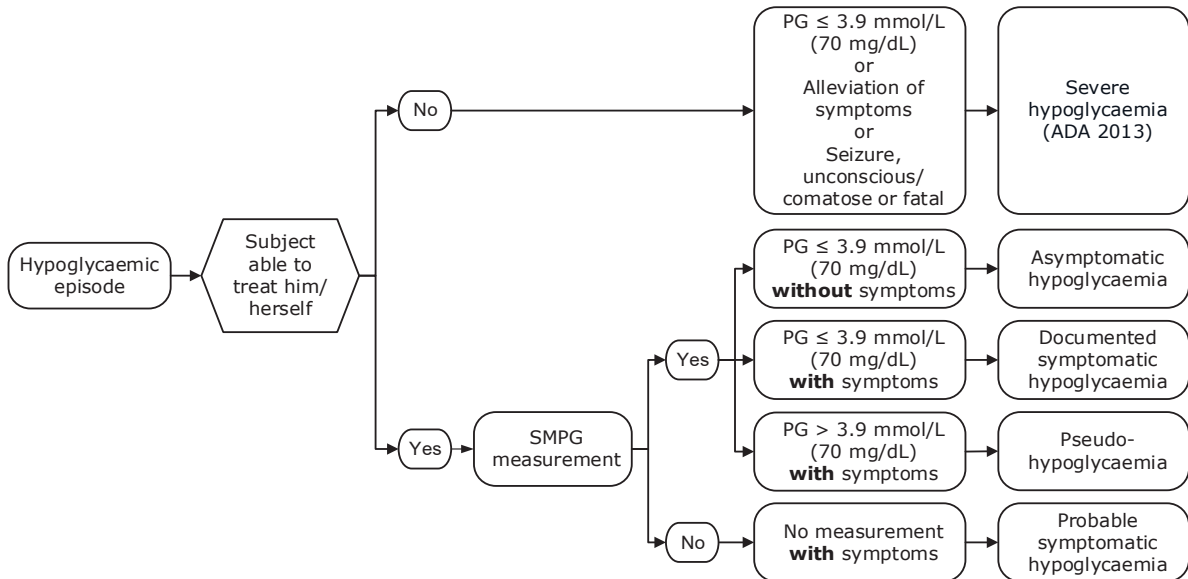 Hypoglycaemic
episode
Subject
able to
treat him/
herself
No
PG ≤ 3.9 mmol/L
(70 mg/dL)
or
Alleviation of
symptoms
or
Seizure,
unconscious/
comatose or fatal
Severe
hypoglycaemia
(ADA 2013)
Yes
SMPG
measurement
Yes
PG ≤ 3.9 mmol/L
(70 mg/dL)
without symptoms
Asymptomatic
hypoglycaemia
PG ≤ 3.9 mmol/L
(70 mg/dL)
with symptoms
Documented
symptomatic
hypoglycaemia
PG > 3.9 mmol/L
(70 mg/dL)
with symptoms
Pseudo-
hypoglycaemia
No
No measurement
with symptoms
Probable
symptomatic
hypoglycaemia